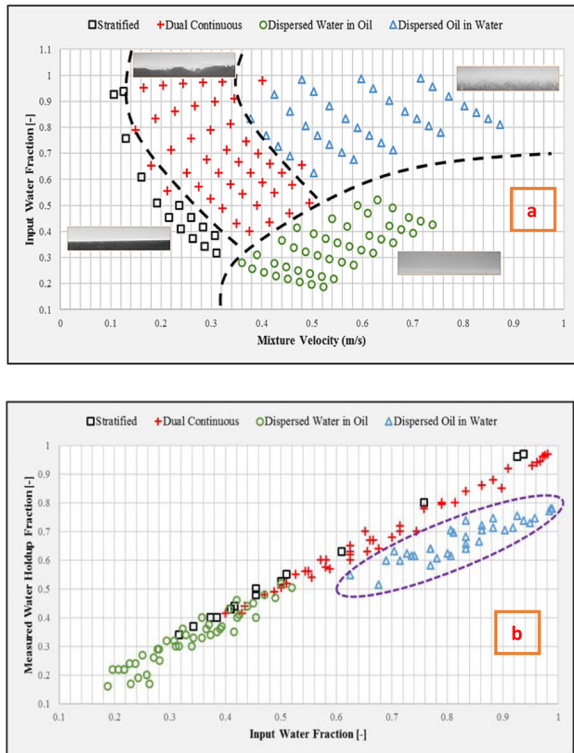 Stratified Dual Continuous Dispersed Water in Oil Dispersed Oil in Water
1.1
1
0.9
0.8
0.7
0.6
0.5
0.4
0.3
0.2
0.1
Input Water Fraction [-]
a
0 0.1 0.2 0.3 0.4 0.5 0.6 0.7 0.8 0.9 1
Mixture Velocity (m/s)
Stratified Dual Continuous Dispersed Water in Oil Dispersed Oil in Water
1
0.9
0.8
0.7
0.6
0.5
0.4
0.3
0.2
0.1
Measured Water Holdup Fraction [-]
b
0.1 0.2 0.3 0.4 0.5 0.6 0.7 0.8 0.9 1
Input Water Fraction [-]